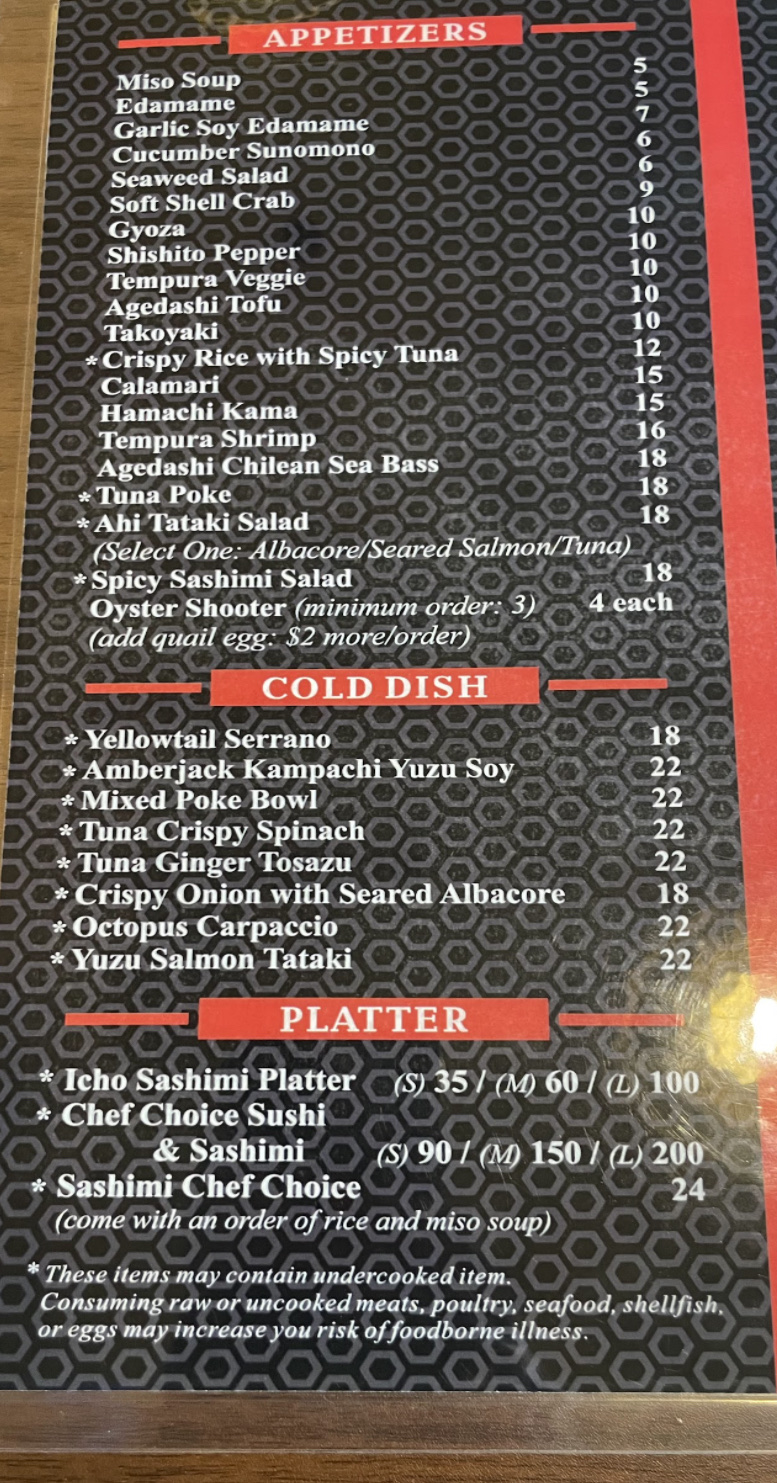 APPETIZERS
Miso Soup 5
Edamame 5
Garlic Soy Edamame 7
Cucumber Sunomono 6
Seaweed Salad 6
Soft Shell Crab 9
Gyoza 10
Shishito Pepper 10
Tempura Veggie 10
Agedashi Tofu 10
Takoyaki 10
*Crispy Rice with Spicy Tuna 12
Calamari 15
Hamachi Kama 15
Tempura Shrimp 16
Agedashi Chilean Sea Bass 18
*Tuna Poke 18
*Ahi Tataki Salad 18
(Select One: Albacore/Seared Salmon/Tuna)
*Spicy Sashimi Salad 18
Oyster Shooter (minimum order: 3) 4 each
(add quail egg: $2 more/order)
COLD DISH
*Yellowtail Serrano 18
*Amberjack Kampachi Yuzu Soy 22
*Mixed Poke Bowl 22
*Tuna Crispy Spinach 22
*Tuna Ginger Tosazu 22
*Crispy Onion with Seared Albacore 18
*Octopus Carpaccio 22
*Yuzu Salmon Tataki 22
PLATTER
* Icho Sashimi Platter (S) 35 / (M) 60 / (L) 100
* Chef Choice Sushi
& Sashimi (S) 90 / (M) 150 / (L) 200
* Sashimi Chef Choice 24
(come with an order of rice and miso soup)
* These items may contain undercooked item.
Consuming raw or uncooked meats, poultry, seafood, shellfish,
or eggs may increase you risk of foodborne illness.